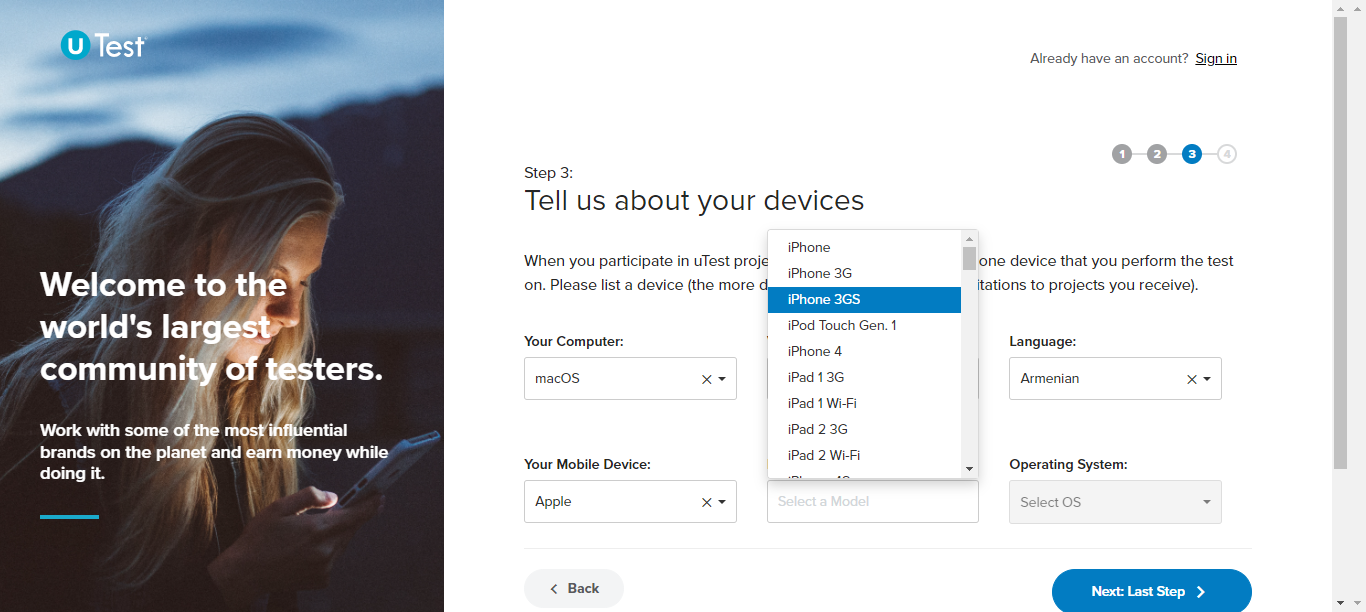 uTest
Already have an account? Sign in
1 2 3 4
Step 3:
Tell us about your devices
When you participate in uTest proje
one device that you perform the test
on. Please list a device (the more d
itations to projects you receive).
iPhone
iPhone 3G
iPhone 3GS
iPod Touch Gen. 1
iPhone 4
iPad 1 3G
iPad 1 Wi-Fi
iPad 2 3G
iPad 2 Wi-Fi
Your Computer:
macOS
Language:
Armenian
Your Mobile Device:
Apple
Select a Model
Operating System:
Select OS
Back
Next: Last Step
Welcome to the
world's largest
community of testers.
Work with some of the most influential
brands on the planet and earn money while
doing it.